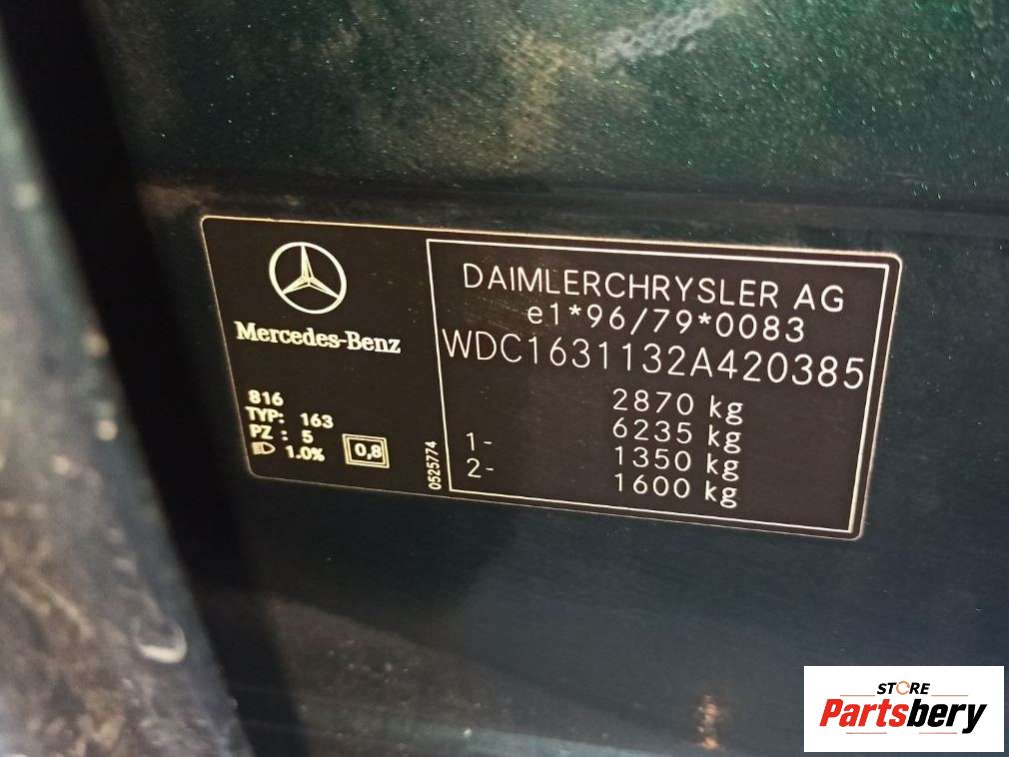 Mercedes-Benz
816
TYP: 163
PZ : 5
1.0%
0,8
0525774
DAIMLERCHRYSLER AG
e1*96/79*0083
WDC1631132A420385
2870 kg
6235 kg
1- 1350 kg
2- 1600 kg
STORE
Partsbery